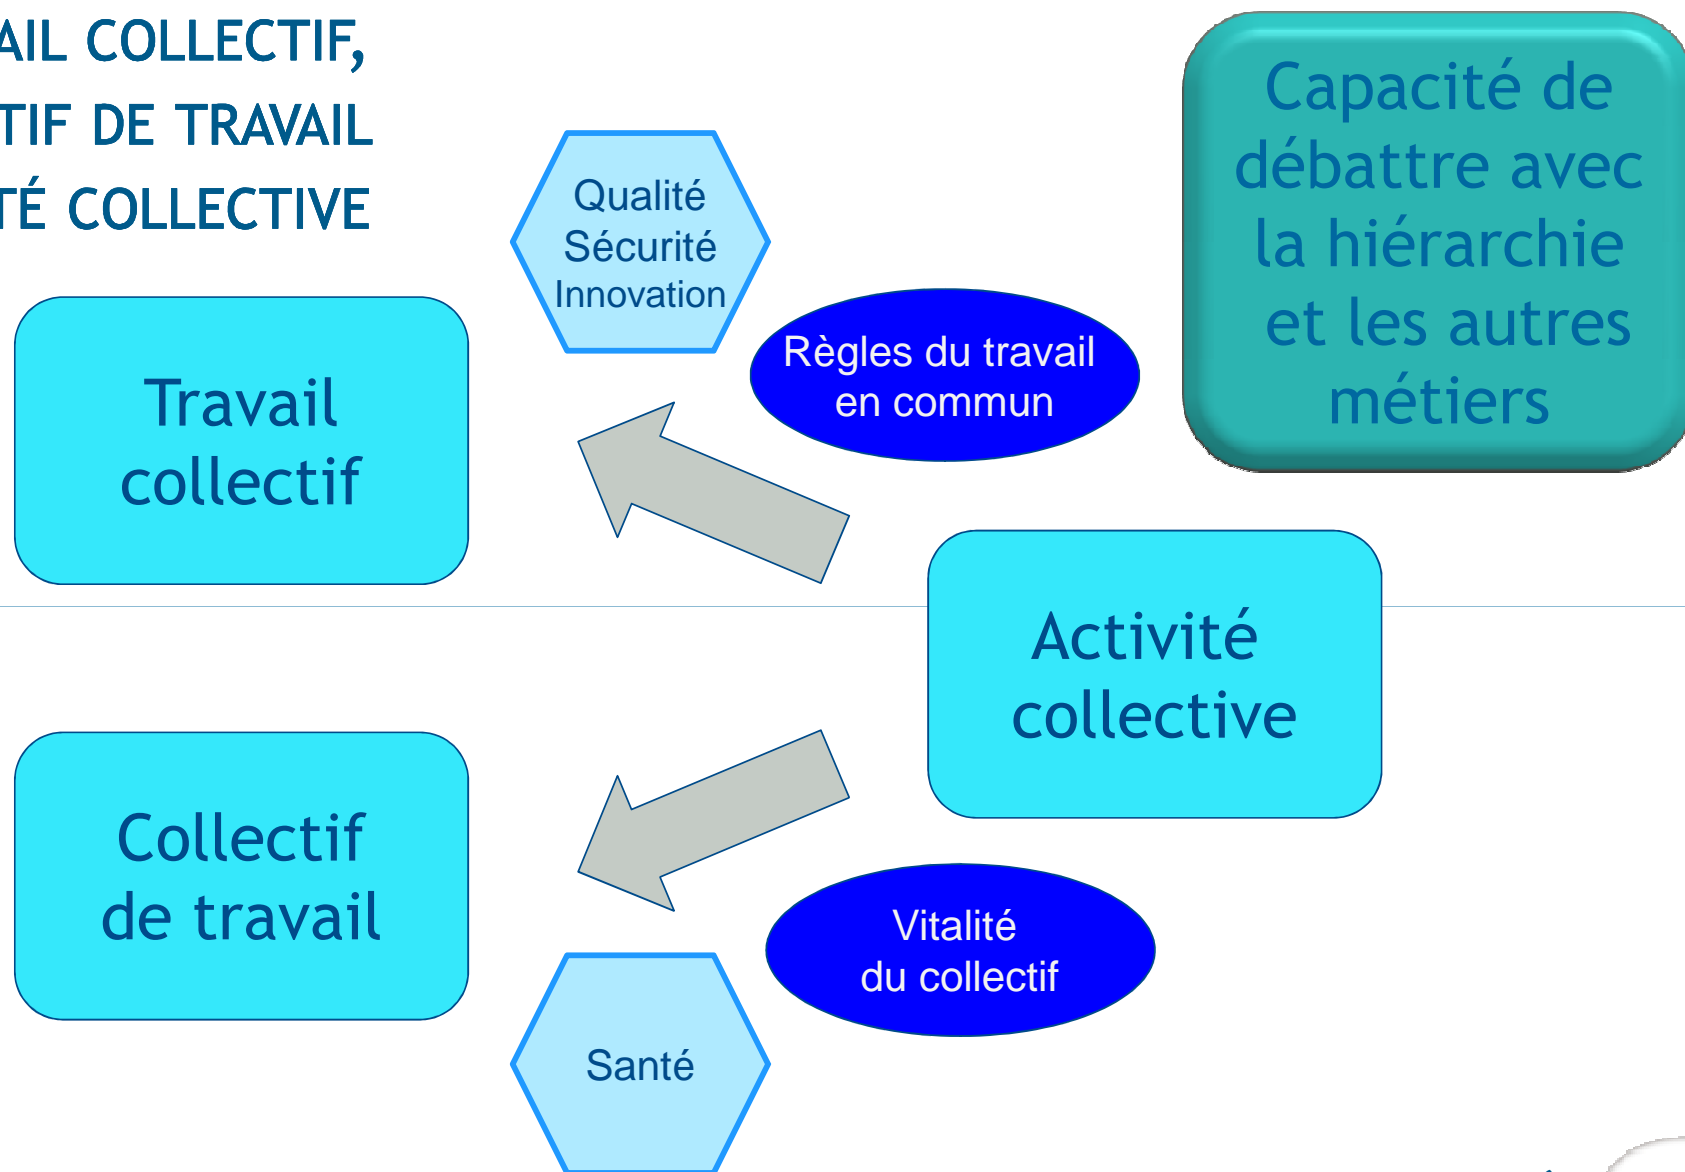 AIL COLLECTIF,
TIF DE TRAVAIL
TÉ COLLECTIVE
Qualité
Sécurité
Innovation
Capacité de
débattre avec
la hiérarchie
et les autres
métiers
Règles du travail
en commun
Travail
collectif
Activité
collective
Collectif
de travail
Vitalité
du collectif
Santé